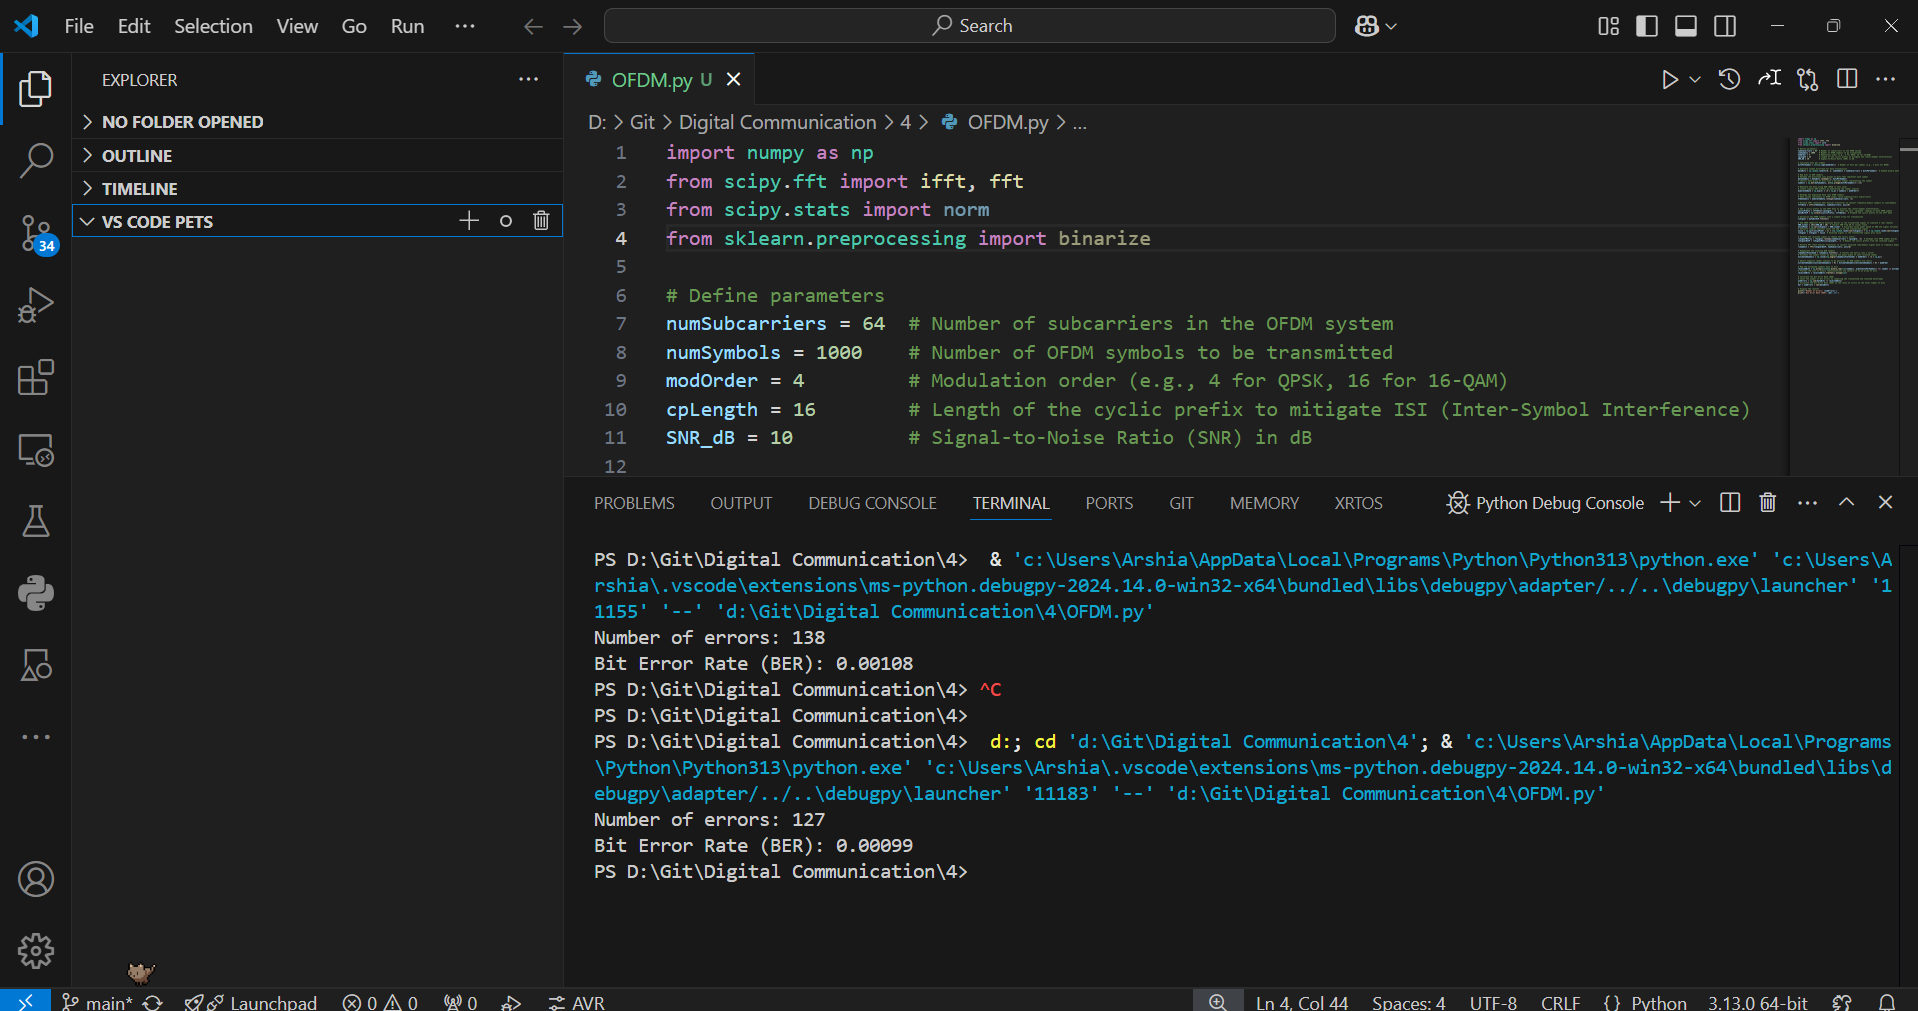 File Edit Selection View Go Run ··· Search
EXPLORER
NO FOLDER OPENED
OUTLINE
TIMELINE
VS CODE PETS
34
OFDM.py U
D: > Git > Digital Communication > 4 > OFDM.py > ...
1 import numpy as np
2 from scipy.fft import ifft, fft
3 from scipy.stats import norm
4 from sklearn.preprocessing import binarize
5
6 # Define parameters
7 numSubcarriers = 64 # Number of subcarriers in the OFDM system
8 numSymbols = 1000 # Number of OFDM symbols to be transmitted
9 modOrder = 4 # Modulation order (e.g., 4 for QPSK, 16 for 16-QAM)
10 cpLength = 16 # Length of the cyclic prefix to mitigate ISI (Inter-Symbol Interference)
11 SNR_dB = 10 # Signal-to-Noise Ratio (SNR) in dB
12
PROBLEMS OUTPUT DEBUG CONSOLE TERMINAL PORTS GIT MEMORY XRTOS Python Debug Console
PS D:\Git\Digital Communication\4> & 'c:\Users\Arshia\AppData\Local\Programs\Python\Python313\python.exe' 'c:\Users\A
rshia\.vscode\extensions\ms-python.debugpy-2024.14.0-win32-x64\bundled\libs\debugpy\adapter/../..\debugpy\launcher' '1
1155' '--' 'd:\Git\Digital Communication\4\OFDM.py'
Number of errors: 138
Bit Error Rate (BER): 0.00108
PS D:\Git\Digital Communication\4> ^C
PS D:\Git\Digital Communication\4>
PS D:\Git\Digital Communication\4> d:; cd 'd:\Git\Digital Communication\4'; & 'c:\Users\Arshia\AppData\Local\Programs
\Python\Python313\python.exe' 'c:\Users\Arshia\.vscode\extensions\ms-python.debugpy-2024.14.0-win32-x64\bundled\libs\d
ebugpy\adapter/../..\debugpy\launcher' '11183' '--' 'd:\Git\Digital Communication\4\OFDM.py'
Number of errors: 127
Bit Error Rate (BER): 0.00099
PS D:\Git\Digital Communication\4>
main* Launchpad 0 0 0 AVR Ln 4, Col 44 Spaces: 4 UTF-8 CRLF {} Python 3.13.0 64-bit